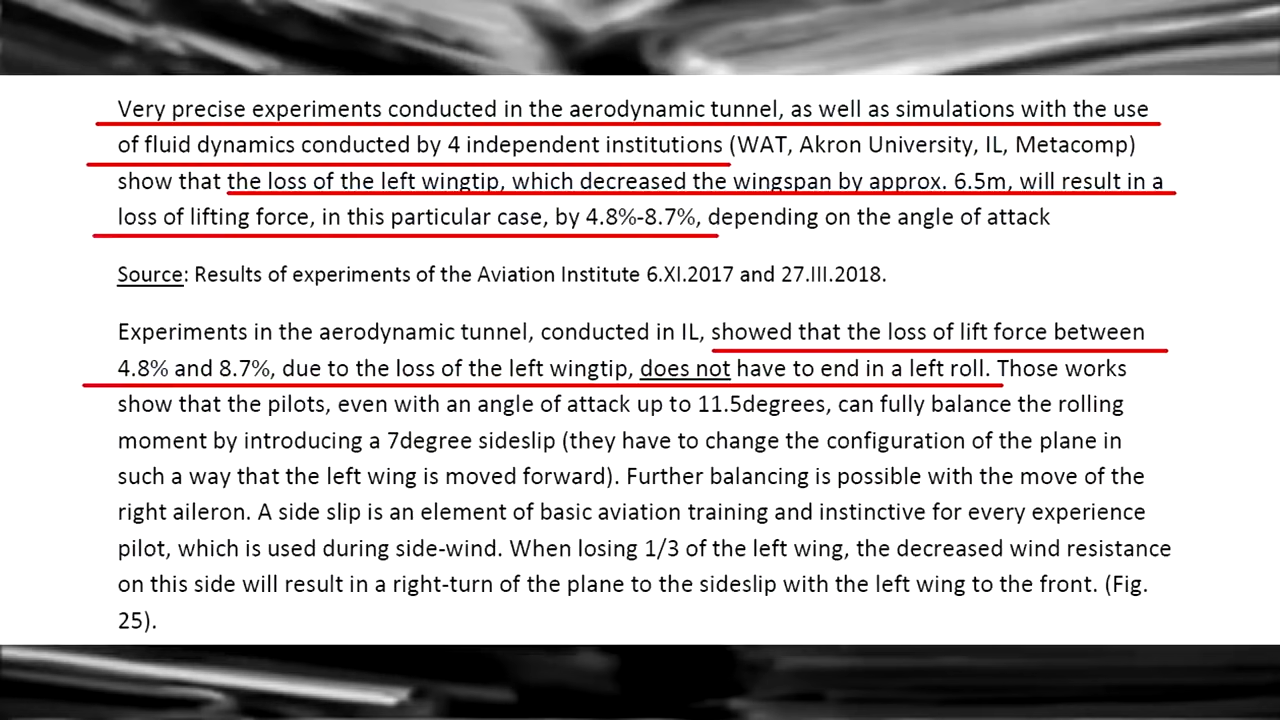 Very precise experiments conducted in the aerodynamic tunnel, as well as simulations with the use
of fluid dynamics conducted by 4 independent institutions (WAT, Akron University, IL, Metacomp)
show that the loss of the left wingtip, which decreased the wingspan by approx. 6.5m, will result in a
loss of lifting force, in this particular case, by 4.8%-8.7%, depending on the angle of attack
Source: Results of experiments of the Aviation Institute 6.XI.2017 and 27.III.2018.
Experiments in the aerodynamic tunnel, conducted in IL, showed that the loss of lift force between
4.8% and 8.7%, due to the loss of the left wingtip, does not have to end in a left roll. Those works
show that the pilots, even with an angle of attack up to 11.5degrees, can fully balance the rolling
moment by introducing a 7degree sideslip (they have to change the configuration of the plane in
such a way that the left wing is moved forward). Further balancing is possible with the move of the
right aileron. A side slip is an element of basic aviation training and instinctive for every experience
pilot, which is used during side-wind. When losing 1/3 of the left wing, the decreased wind resistance
on this side will result in a right-turn of the plane to the sideslip with the left wing to the front. (Fig.
25).